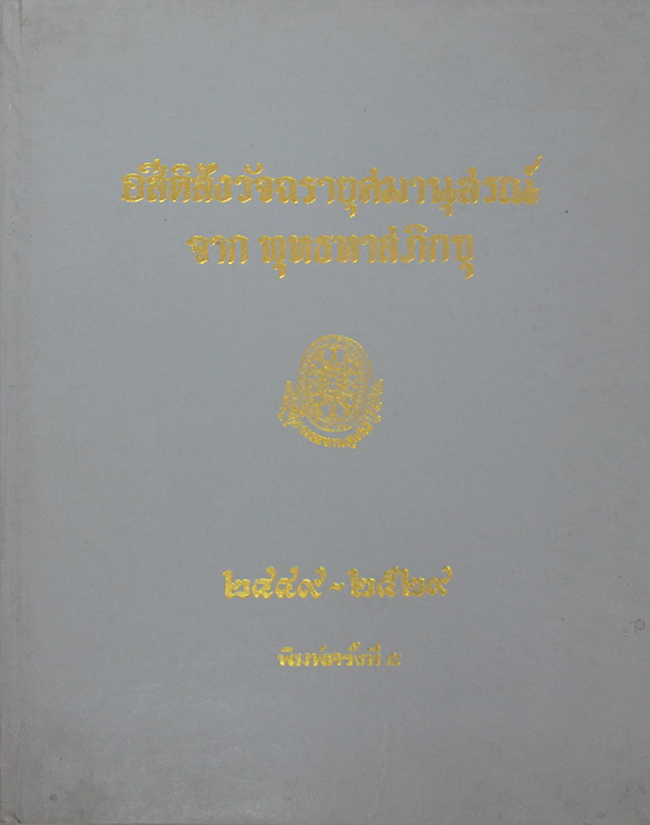 อสีติสังวัจฉรายุศมานุสรณ์
จาก พุทธทาสภิกขุ
๒๔๔๙ - ๒๕๒๙
พิมพ์ครั้งที่